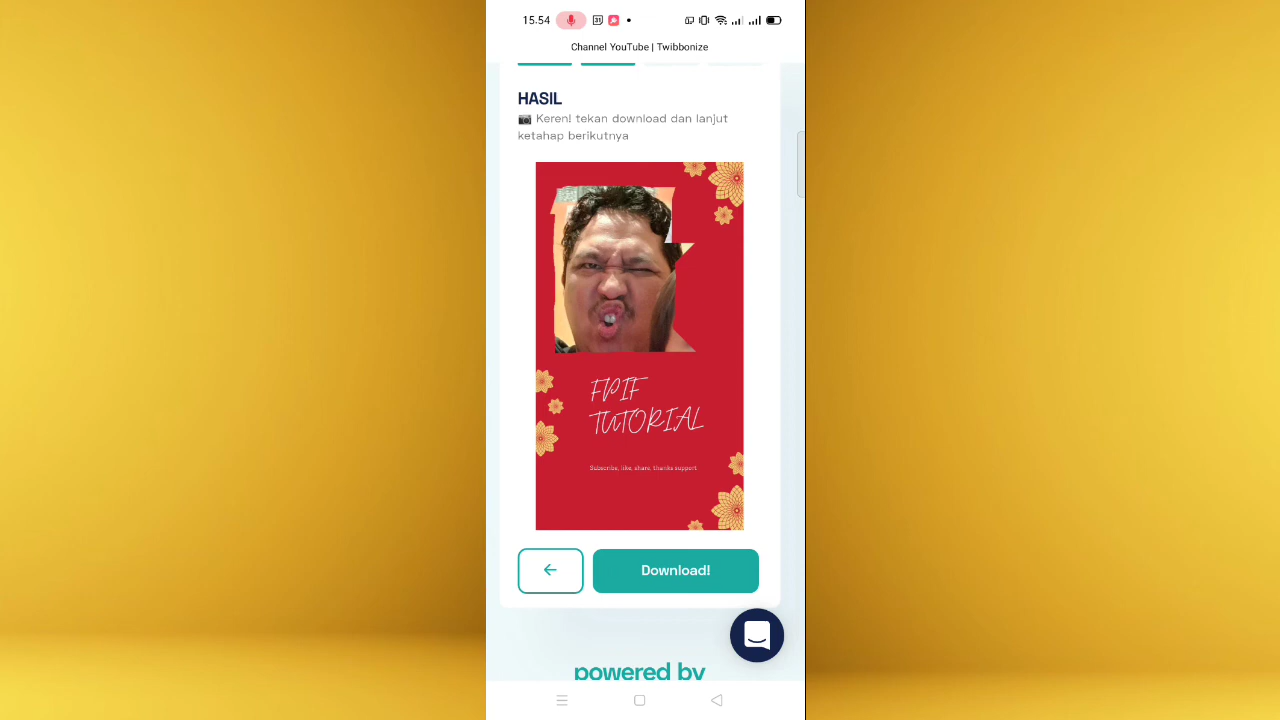 15.54
31
Channel YouTube | Twibbonize
HASIL
Keren! tekan download dan lanjut
ketahap berikutnya
FPIF
TUTORIAL
Subscribe, like, share, thanks support
Download!
powered by